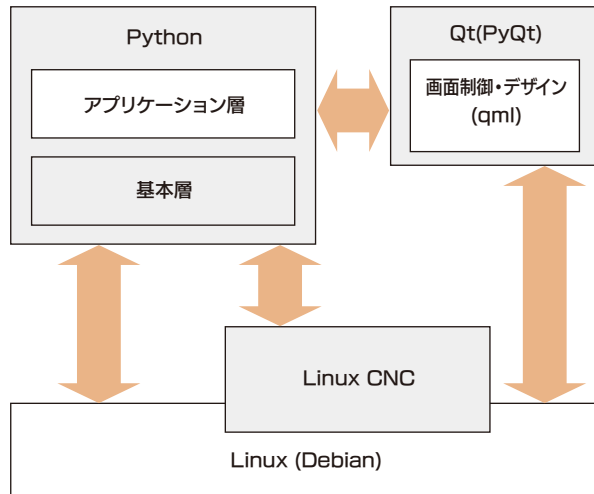 Python
アプリケーション層
基本層
Qt(PyQt)
画面制御・デザイン
(qml)
Linux CNC
Linux (Debian)